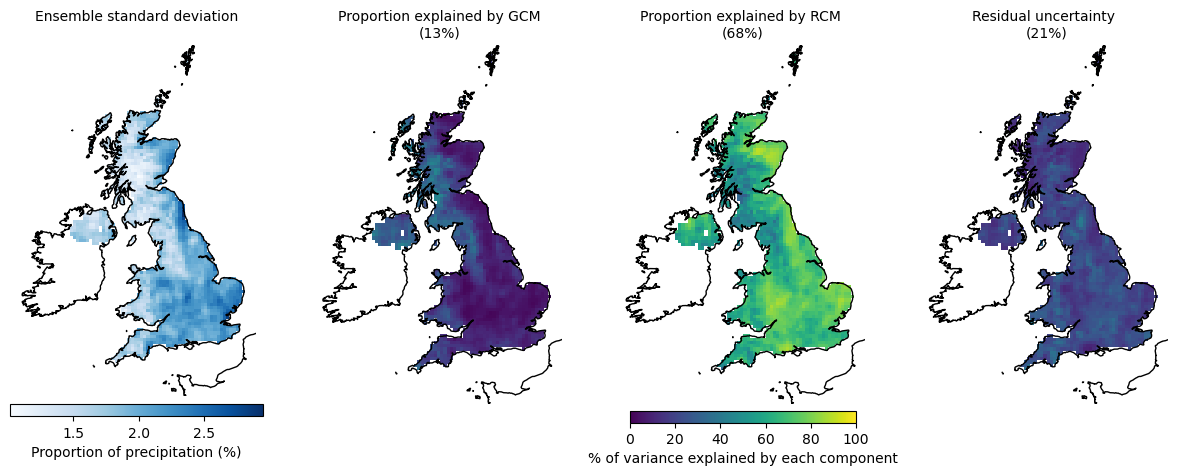 Ensemble standard deviation
Proportion explained by GCM
(13%)
Proportion explained by RCM
(68%)
Residual uncertainty
(21%)
1.5 2.0 2.5
Proportion of precipitation (%)
0 20 40 60 80 100
% of variance explained by each component